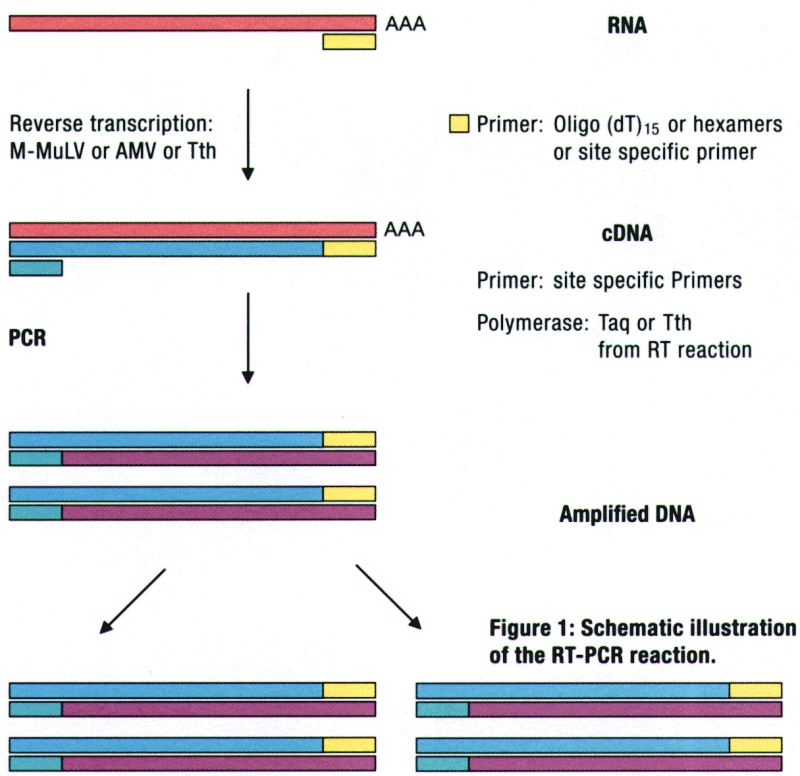 AAA
RNA
Reverse transcription:
M-MuLV or AMV or Tth
Primer: Oligo (dT)₁₅ or hexamers
or site specific primer
AAA
cDNA
Primer: site specific Primers
Polymerase: Taq or Tth
from RT reaction
PCR
Amplified DNA
Figure 1: Schematic illustration
of the RT-PCR reaction.